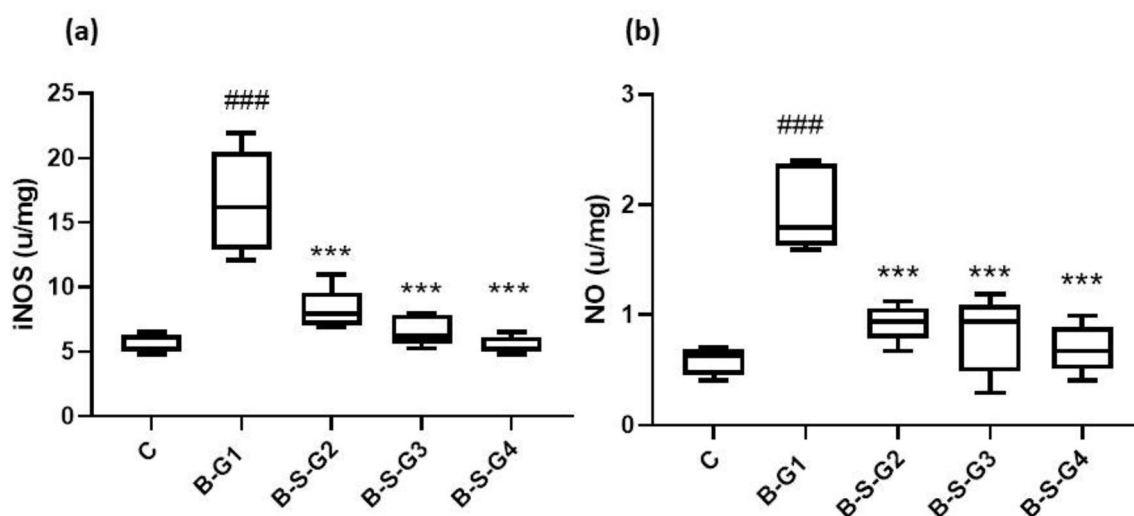 (a)
iNOS (u/mg)
25
20
15
10
5
0
###
***
***
***
C
B-G1
B-S-G2
B-S-G3
B-S-G4
(b)
NO (u/mg)
3
2
1
0
###
***
***
***
C
B-G1
B-S-G2
B-S-G3
B-S-G4